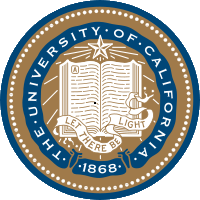 THE·UNIVERSITY·OF·CALIFORNIA
A
LET THERE BE LIGHT
·1868·